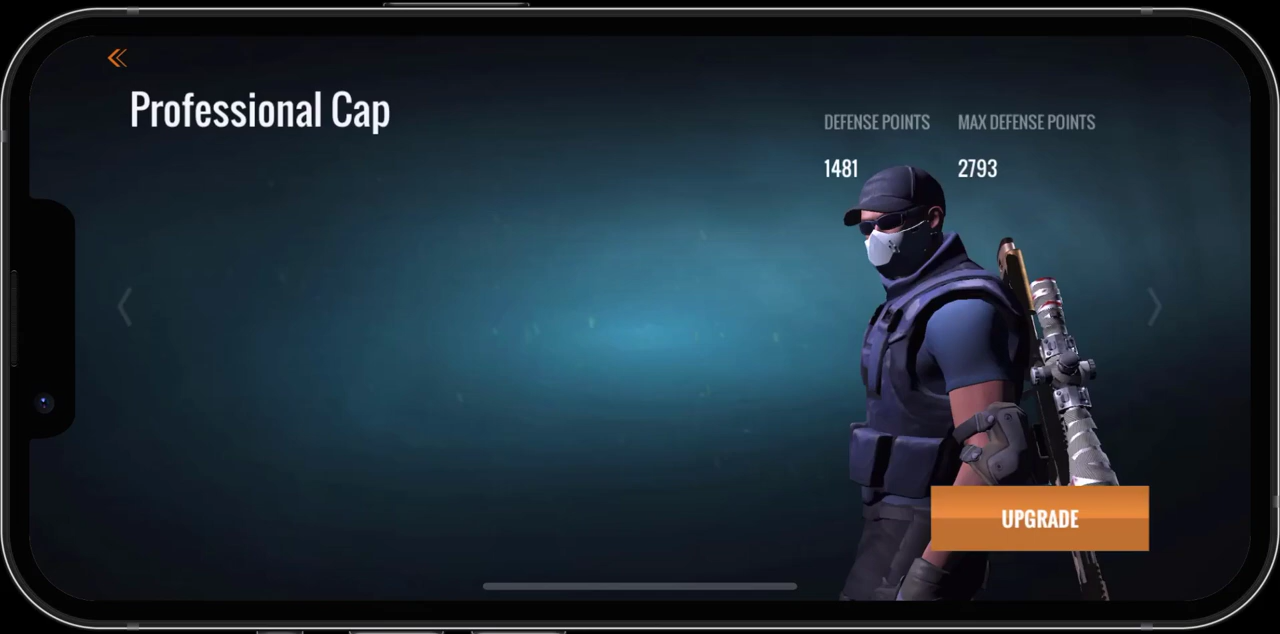 Professional Cap
DEFENSE POINTS MAX DEFENSE POINTS
1481 2793
UPGRADE